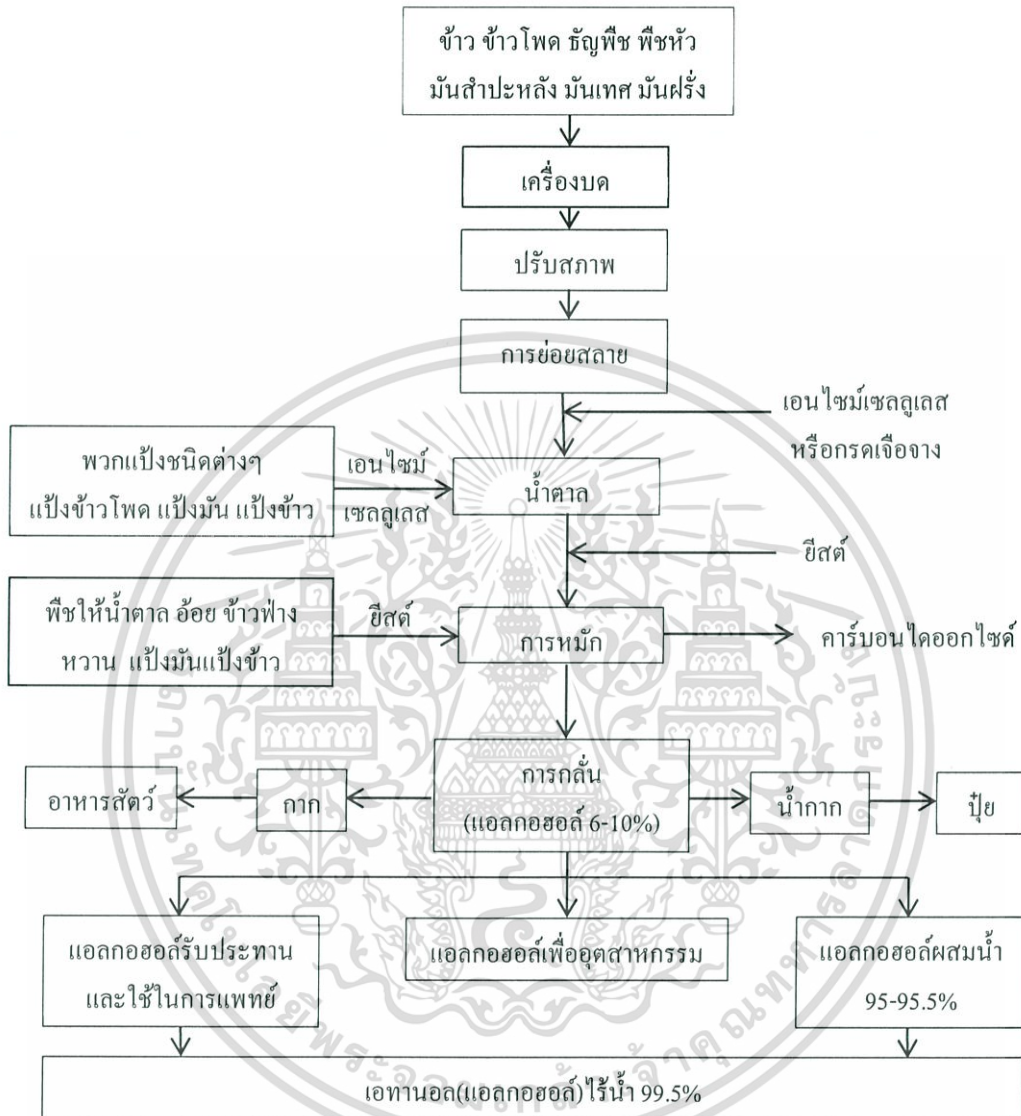 ข้าว ข้าวโพด ธัญพืช พืชหัว
มันสำปะหลัง มันเทศ มันฝรั่ง
เครื่องบด
ปรับสภาพ
การย่อยสลาย
เอนไซม์เซลลูเลส
หรือกรดเจือจาง
พวกแป้งชนิดต่างๆ
แป้งข้าวโพด แป้งมัน แป้งข้าว
เอนไซม์
เซลลูเลส
น้ำตาล
ยีสต์
พืชให้น้ำตาล อ้อย ข้าวฟ่าง
หวาน แป้งมันแป้งข้าว
ยีสต์
การหมัก
คาร์บอนไดออกไซด์
อาหารสัตว์
กาก
การกลั่น
(แอลกอฮอล์ 6-10%)
น้ำกาก
ปุ๋ย
แอลกอฮอล์รับประทาน
และใช้ในการแพทย์
แอลกอฮอล์เพื่ออุตสาหกรรม
แอลกอฮอล์ผสมน้ำ
95-95.5%
เอทานอล(แอลกอฮอล์)ไร้น้ำ 99.5%